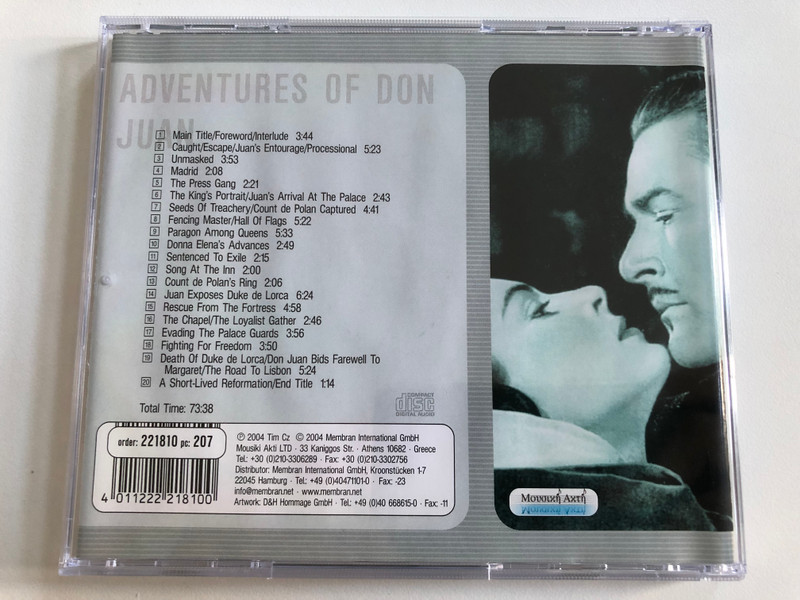 ADVENTURES OF DON
JUAN
1 Main Title/Foreword/Interlude 3:44
2 Caught/Escape/Juan's Entourage/Processional 5:23
3 Unmasked 3:53
4 Madrid 2:08
5 The Press Gang 2:21
6 The King's Portrait/Juan's Arrival At The Palace 2:43
7 Seeds Of Treachery/Count de Polan Captured 4:41
8 Fencing Master/Hall Of Flags 5:22
9 Paragon Among Queens 5:33
10 Donna Elena's Advances 2:49
11 Sentenced To Exile 2:15
12 Song At The Inn 2:00
13 Count de Polan's Ring 2:06
14 Juan Exposes Duke de Lorca 6:24
15 Rescue From The Fortress 4:58
16 The Chapel/The Loyalist Gather 2:46
17 Evading The Palace Guards 3:56
18 Fighting For Freedom 3:50
19 Death Of Duke de Lorca/Don Juan Bids Farewell To
Margaret/The Road To Lisbon 5:24
20 A Short-Lived Reformation/End Title 1:14
Total Time: 73:38
COMPACT
disc
DIGITAL AUDIO
order: 221810 pc: 207
4 011222 218100
℗ 2004 Tim Cz © 2004 Membran International GmbH
Mousiki Akti LTD · 33 Kaniggos Str. · Athens 10682 · Greece
Tel.: +30 (0)210-3306289 · Fax: +30 (0)210-3302756
Distributor: Membran International GmbH, Kroonstücken 1-7
22045 Hamburg · Tel.: +49 (0)40471101-0 · Fax: -23
info@membran.net · www.membran.net
Artwork: D&H Hommage GmbH · Tel.: +49 (0)40 668615-0 · Fax: -11
Μουσική Ακτή